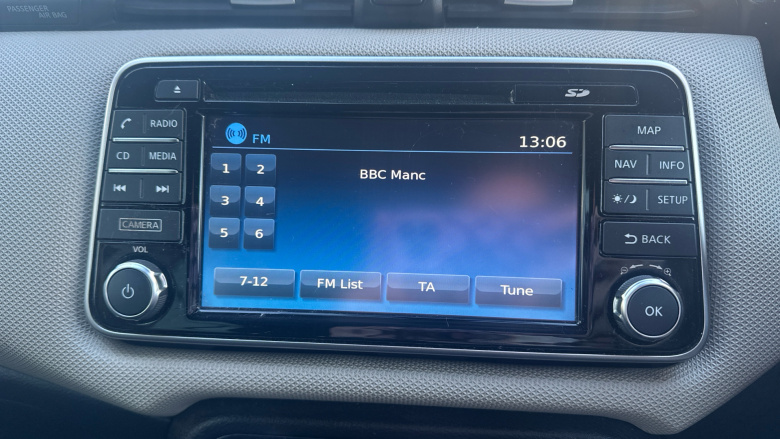 PASSENGER
AIR BAG
RADIO
CD MEDIA
CAMERA
VOL
FM 13:06
1 2
3 4
5 6
BBC Manc
7-12 FM List TA Tune
SD
MAP
NAV INFO
SETUP
BACK
OK